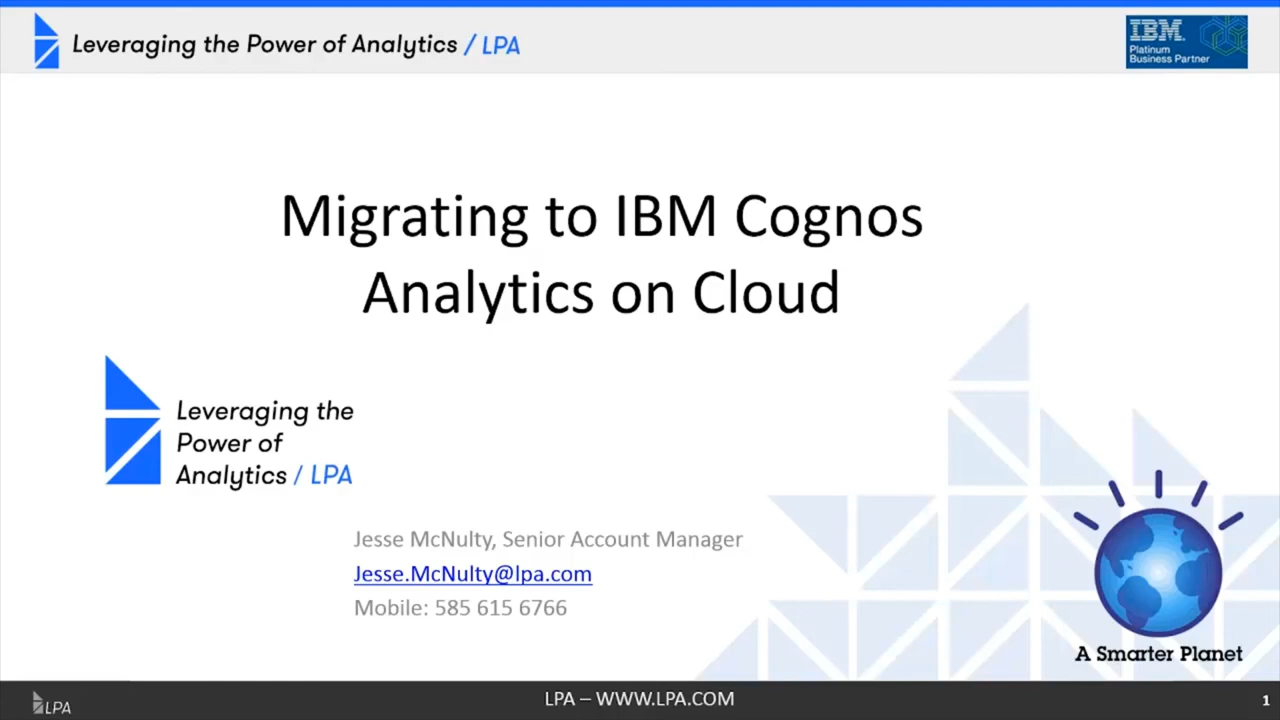 Leveraging the Power of Analytics / LPA
IBM
Platinum
Business Partner
Migrating to IBM Cognos
Analytics on Cloud
Leveraging the
Power of
Analytics / LPA
Jesse McNulty, Senior Account Manager
Jesse.McNulty@lpa.com
Mobile: 585 615 6766
A Smarter Planet
LPA
LPA – WWW.LPA.COM
1